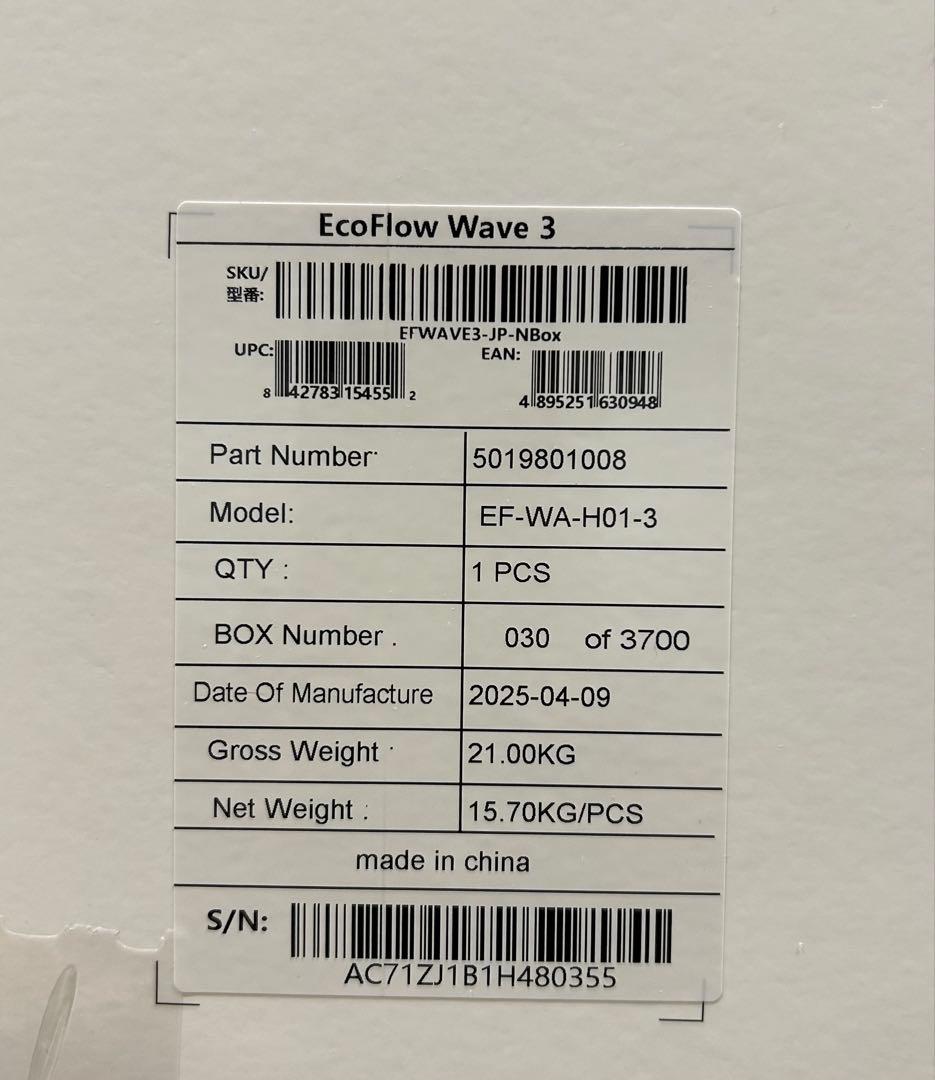 EcoFlow Wave 3
SKU/
型番:
EFWAVE3-JP-NBox
UPC:
8 42783 15455 2
EAN:
4 895251 630948
Part Number
5019801008
Model:
EF-WA-H01-3
QTY :
1 PCS
BOX Number .
030 of 3700
Date Of Manufacture
2025-04-09
Gross Weight
21.00KG
Net Weight :
15.70KG/PCS
made in china
S/N:
AC71ZJ1B1H480355